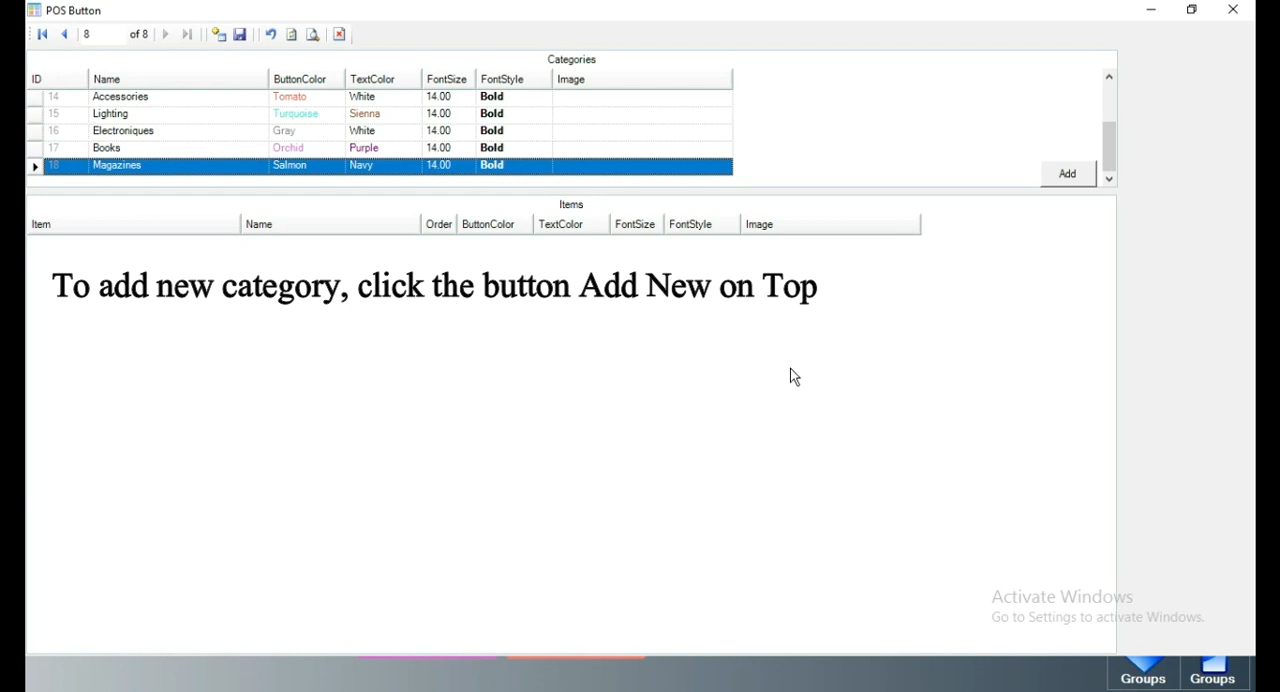 POS Button
8 of 8
Categories
ID Name ButtonColor TextColor FontSize FontStyle Image
14 Accessories Tomato White 14.00 Bold
15 Lighting Turquoise Sienna 14.00 Bold
16 Electroniques Gray White 14.00 Bold
17 Books Orchid Purple 14.00 Bold
18 Magazines Salmon Navy 14.00 Bold
Add
Items
Item Name Order ButtonColor TextColor FontSize FontStyle Image
To add new category, click the button Add New on Top
Activate Windows
Go to Settings to activate Windows.
Groups Groups